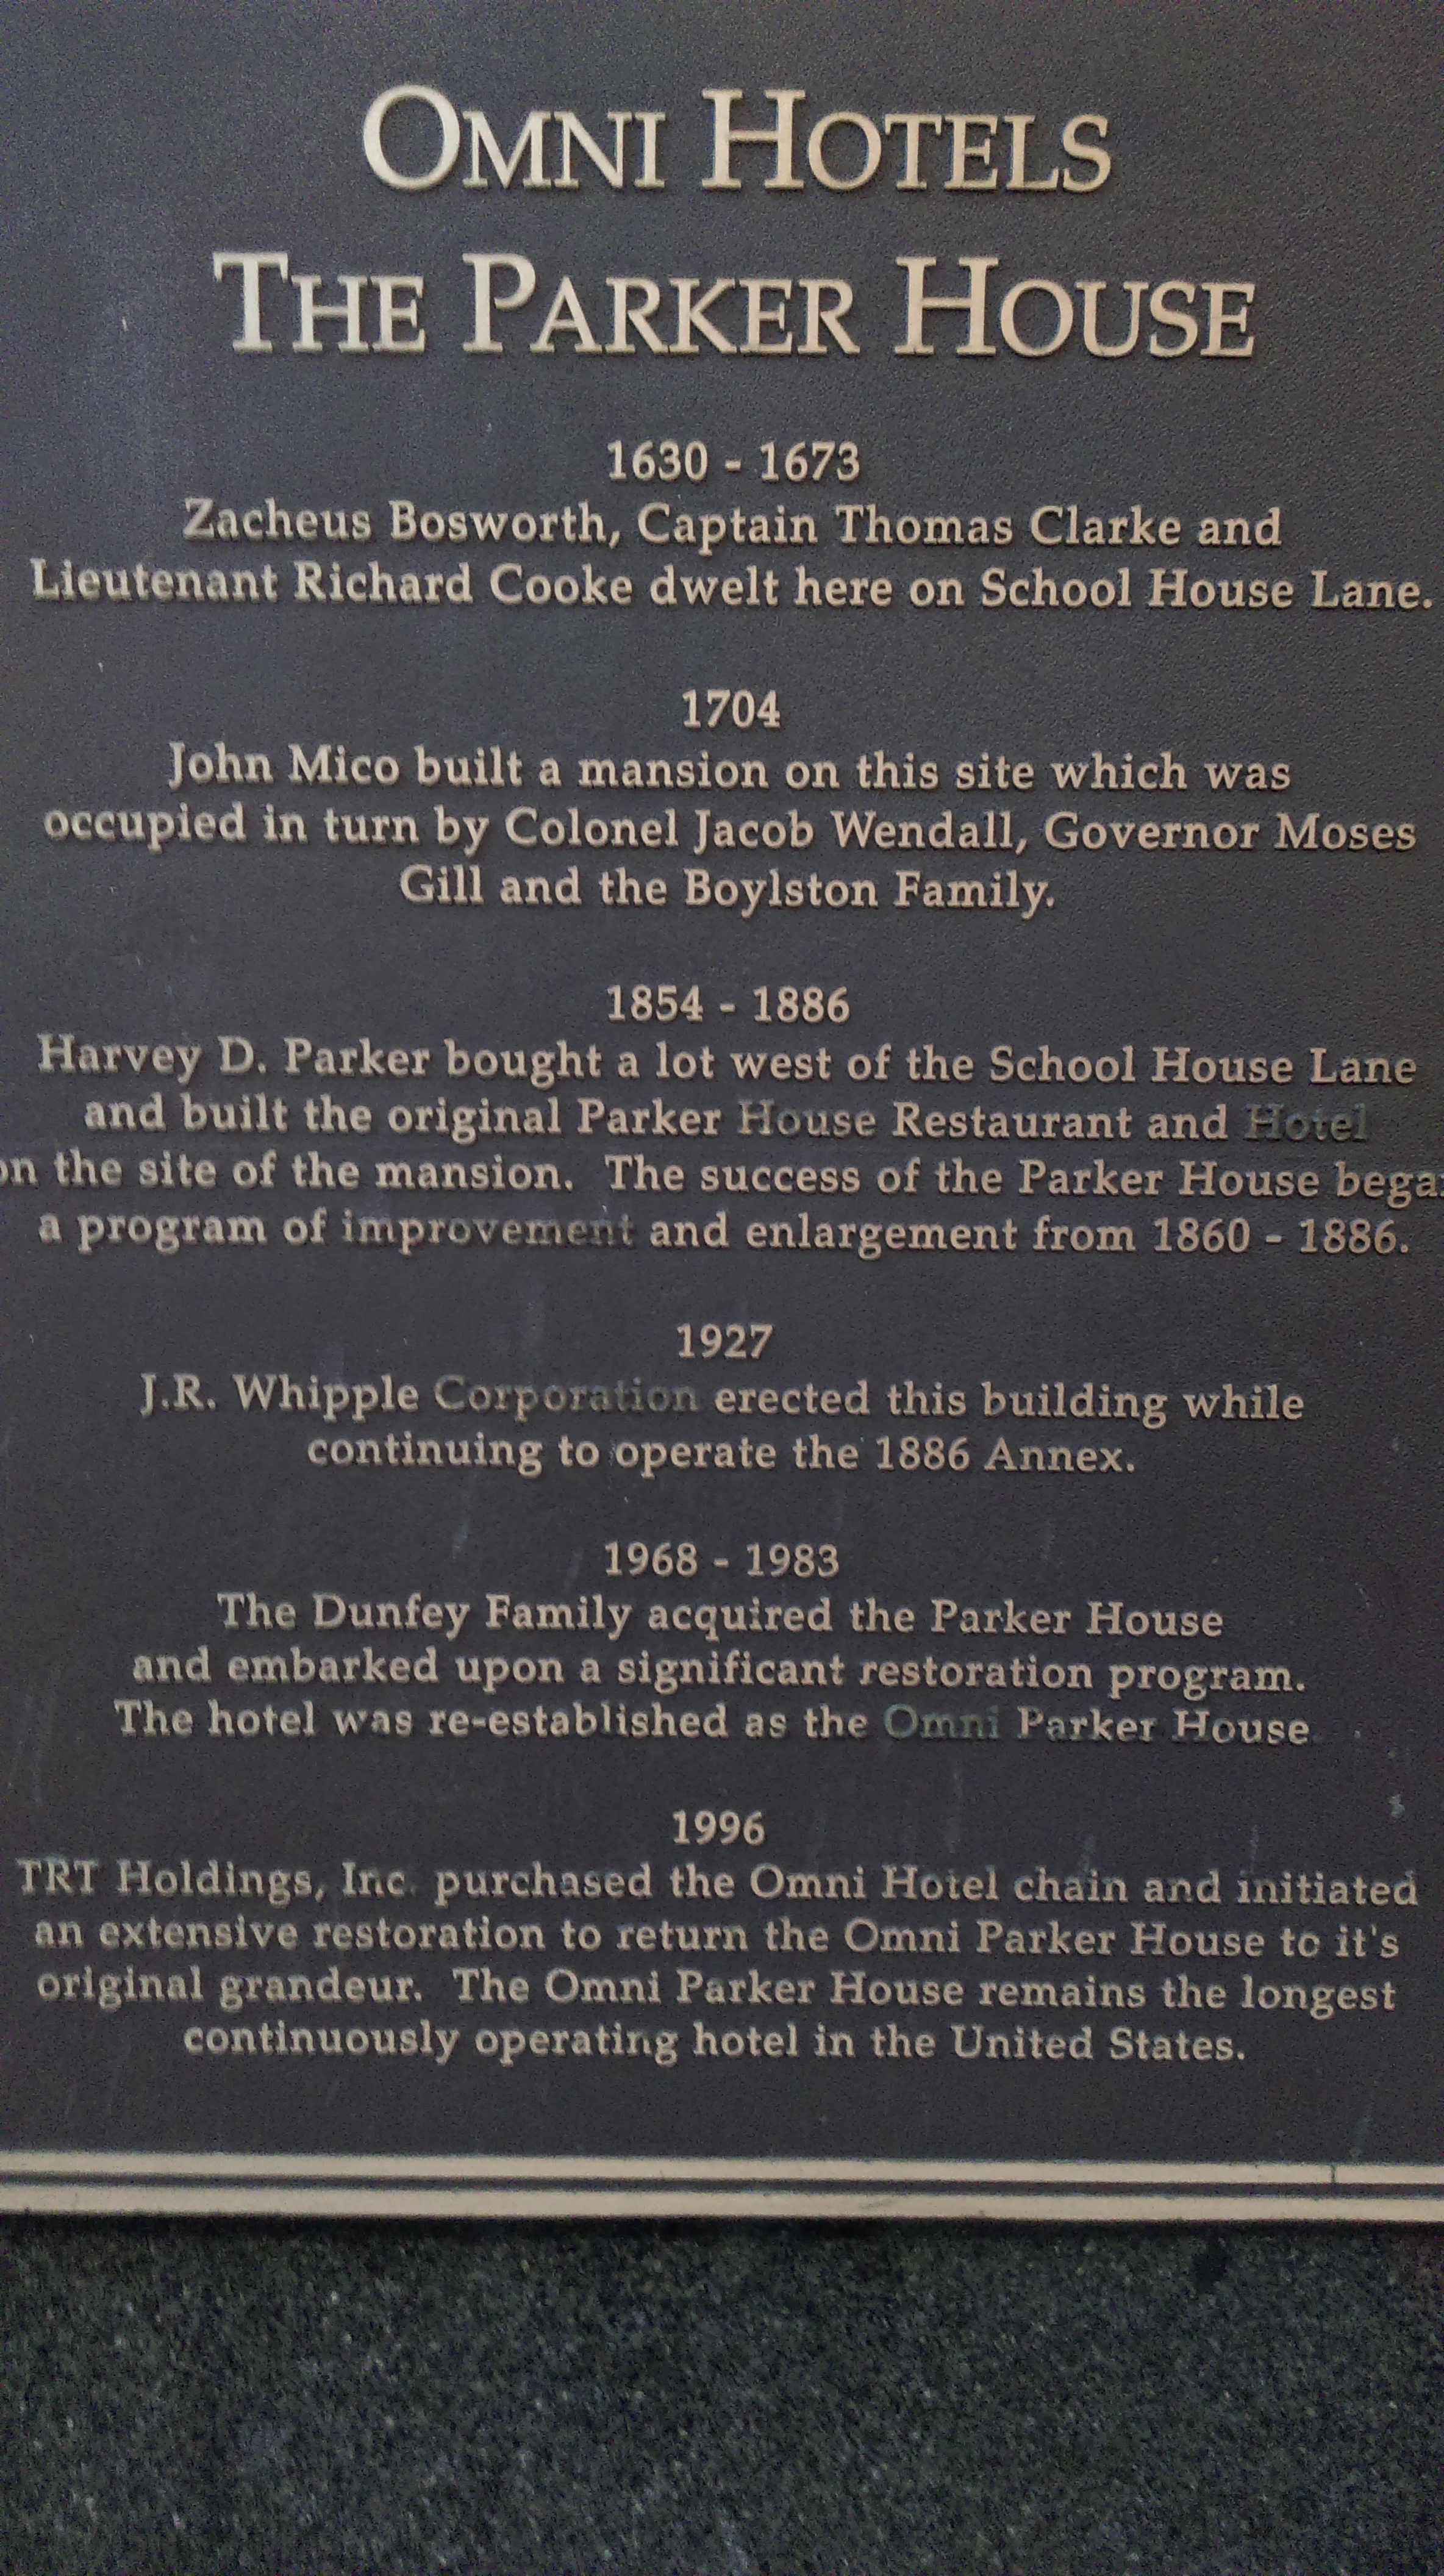 OMNI HOTELS
THE PARKER HOUSE
1630 - 1673
Zacheus Bosworth, Captain Thomas Clarke and
Lieutenant Richard Cooke dwelt here on School House Lane.
1704
John Mico built a mansion on this site which was
occupied in turn by Colonel Jacob Wendall, Governor Moses
Gill and the Boylston Family.
1854 - 1886
Harvey D. Parker bought a lot west of the School House Lane
and built the original Parker House Restaurant and Hotel
on the site of the mansion. The success of the Parker House bega
a program of improvement and enlargement from 1860 - 1886.
1927
J.R. Whipple Corporation erected this building while
continuing to operate the 1886 Annex.
1968 - 1983
The Dunfey Family acquired the Parker House
and embarked upon a significant restoration program.
The hotel was re-established as the Omni Parker House.
1996
TRT Holdings, Inc. purchased the Omni Hotel chain and initiated
an extensive restoration to return the Omni Parker House to it's
original grandeur. The Omni Parker House remains the longest
continuously operating hotel in the United States.